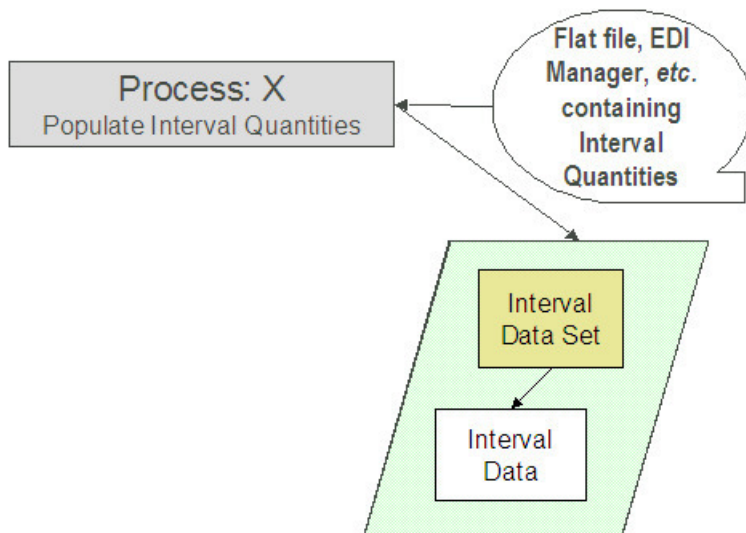 Process: X
Populate Interval Quantities
Flat file, EDI
Manager, etc.
containing
Interval
Quantities
Interval
Data Set
Interval
Data